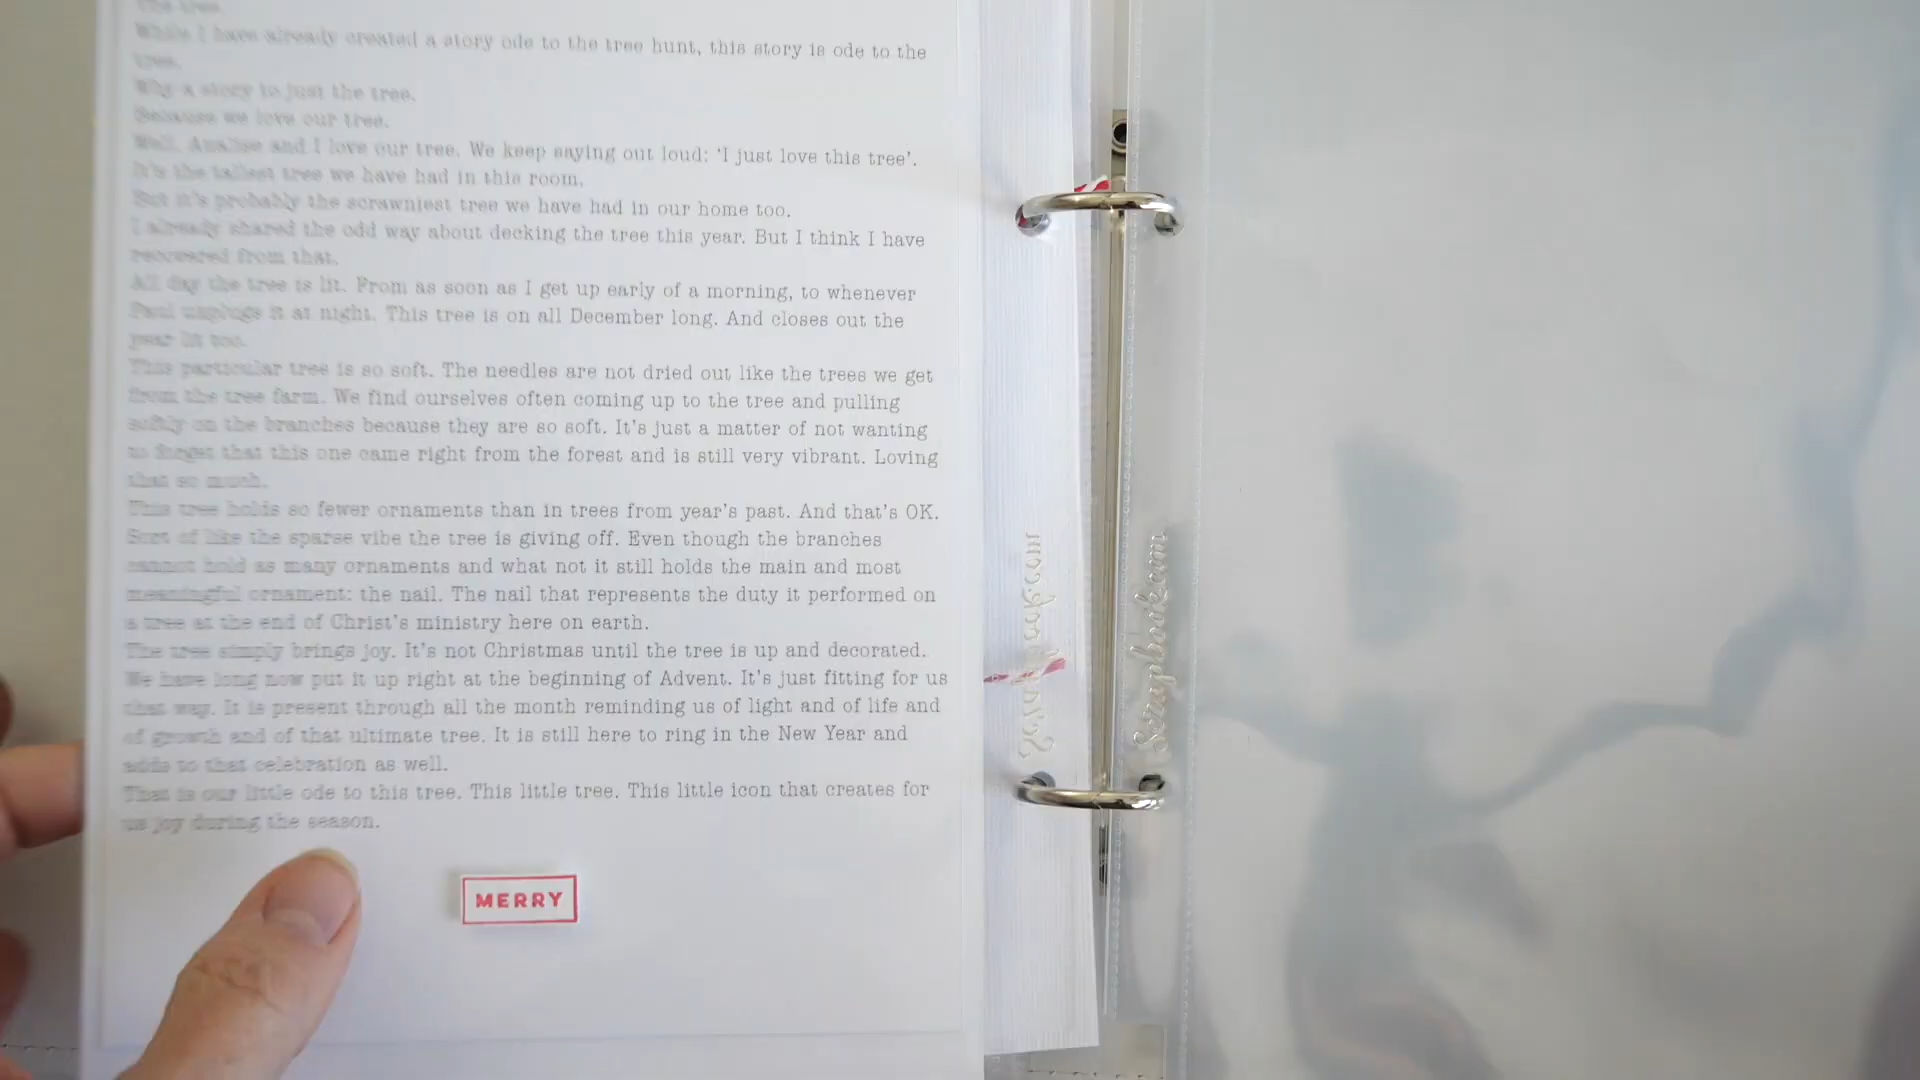 The tree.
While I have already created a story ode to the tree hunt, this story is ode to the
tree.
Why a story to just the tree.
Because we love our tree.
Well. Analise and I love our tree. We keep saying out loud: ‘I just love this tree’.
It's the tallest tree we have had in this room.
But it's probably the scrawniest tree we have had in our home too.
I already shared the odd way about decking the tree this year. But I think I have
recovered from that.
All day the tree is lit. From as soon as I get up early of a morning, to whenever
Paul unplugs it at night. This tree is on all December long. And closes out the
year lit too.
This particular tree is so soft. The needles are not dried out like the trees we get
from the tree farm. We find ourselves often coming up to the tree and pulling
softly on the branches because they are so soft. It's just a matter of not wanting
to forget that this one came right from the forest and is still very vibrant. Loving
that so much.
This tree holds so fewer ornaments than in trees from year's past. And that's OK.
Sort of like the sparse vibe the tree is giving off. Even though the branches
cannot hold as many ornaments and what not it still holds the main and most
meaningful ornament: the nail. The nail that represents the duty it performed on
a tree at the end of Christ's ministry here on earth.
The tree simply brings joy. It's not Christmas until the tree is up and decorated.
We have long now put it up right at the beginning of Advent. It's just fitting for us
that way. It is present through all the month reminding us of light and of life and
of growth and of that ultimate tree. It is still here to ring in the New Year and
adds to that celebration as well.
That is our little ode to this tree. This little tree. This little icon that creates for
us joy during the season.
MERRY
Scrapbook.com
Scrapbook.com